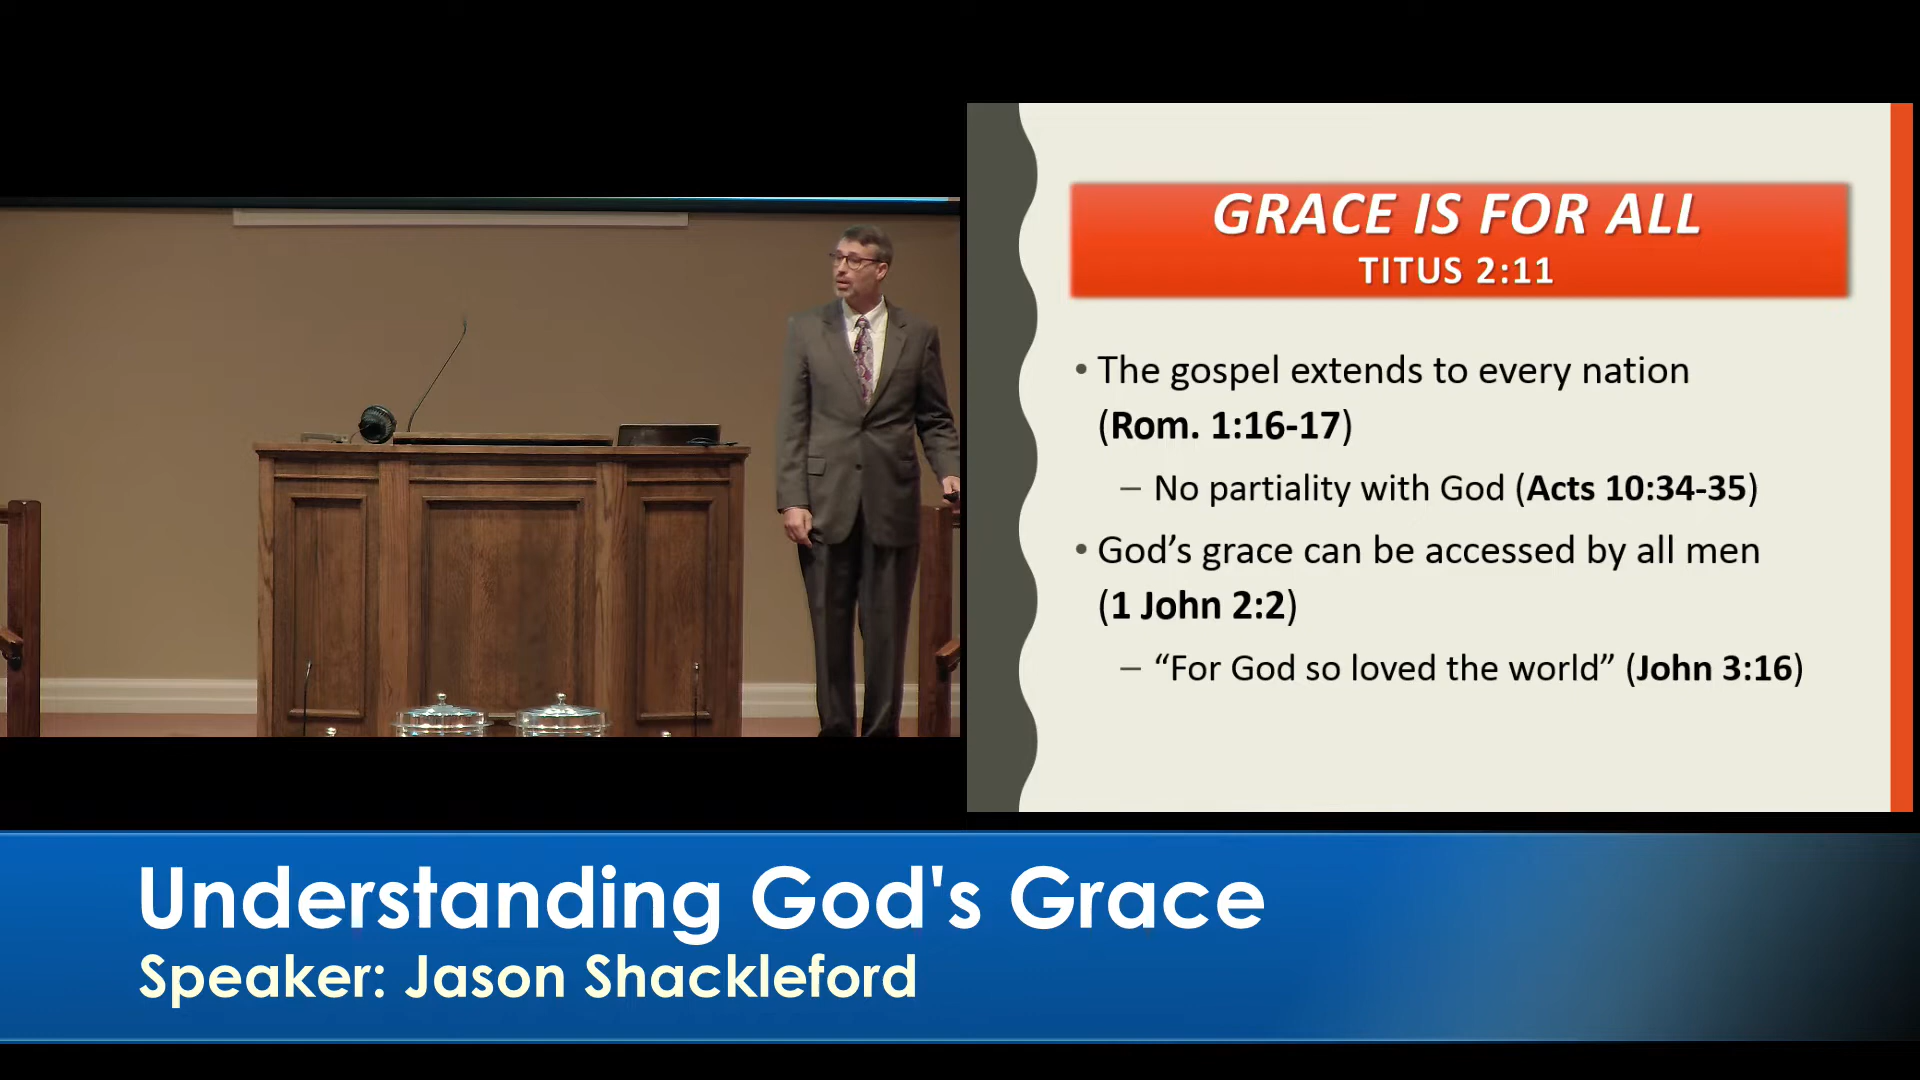 GRACE IS FOR ALL
TITUS 2:11
• The gospel extends to every nation
(Rom. 1:16-17)
– No partiality with God (Acts 10:34-35)
• God’s grace can be accessed by all men
(1 John 2:2)
– “For God so loved the world” (John 3:16)
Understanding God's Grace
Speaker: Jason Shackleford